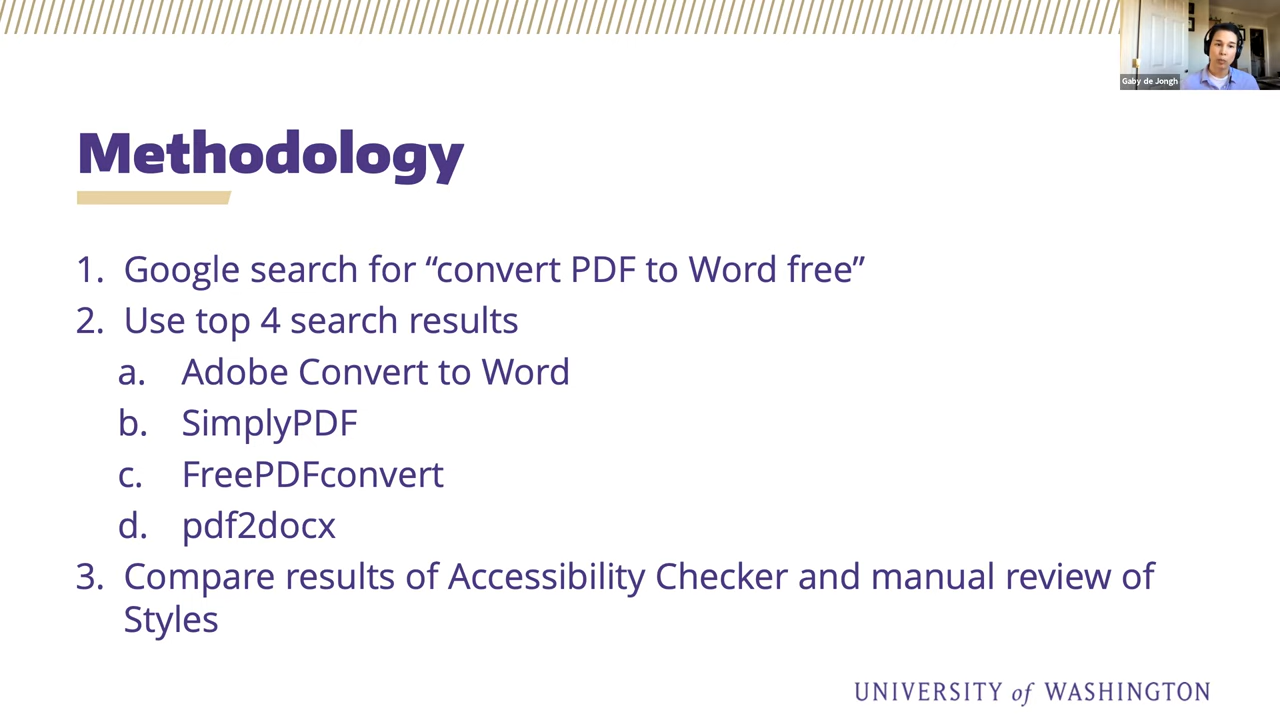 Gaby de Jongh
Methodology
1. Google search for “convert PDF to Word free”
2. Use top 4 search results
a. Adobe Convert to Word
b. SimplyPDF
c. FreePDFconvert
d. pdf2docx
3. Compare results of Accessibility Checker and manual review of
Styles
UNIVERSITY of WASHINGTON